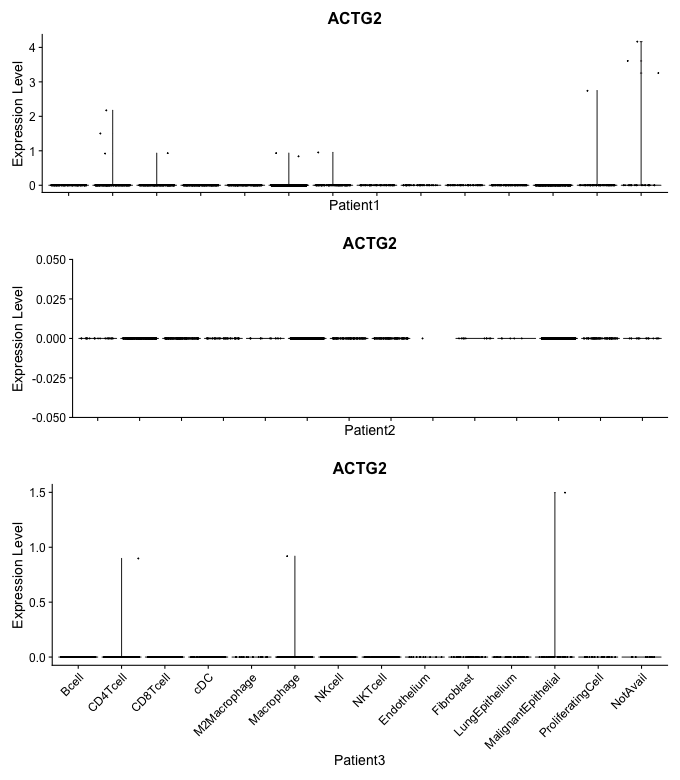 ACTG2
Expression Level
4
3
2
1
0
Patient1
ACTG2
Expression Level
0.050
0.025
0.000
-0.025
-0.050
Patient2
ACTG2
Expression Level
1.5
1.0
0.5
0.0
Bcell
CD4Tcell
CD8Tcell
cDC
M2Macrophage
Macrophage
NKcell
NKTcell
Endothelium
Fibroblast
LungEpithelium
MalignantEpithelial
ProliferatingCell
NotAvail
Patient3